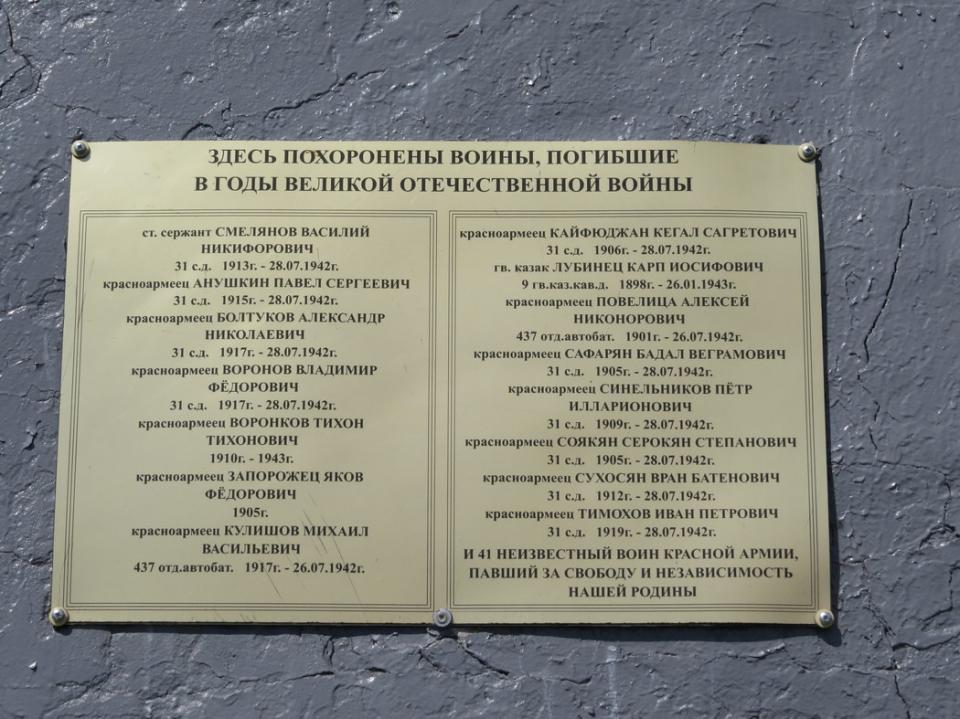 ЗДЕСЬ ПОХОРОНЕНЫ ВОИНЫ, ПОГИБШИЕ
В ГОДЫ ВЕЛИКОЙ ОТЕЧЕСТВЕННОЙ ВОЙНЫ
ст. сержант СМЕЛЯНОВ ВАСИЛИЙ
НИКИФОРОВИЧ
31 с.д. 1913г. - 28.07.1942г.
красноармеец АНУШКИН ПАВЕЛ СЕРГЕЕВИЧ
31 с.д. 1915г. - 28.07.1942г.
красноармеец БОЛТУКОВ АЛЕКСАНДР
НИКОЛАЕВИЧ
31 с.д. 1917г. - 28.07.1942г.
красноармеец ВОРОНОВ ВЛАДИМИР
ФЁДОРОВИЧ
31 с.д. 1917г. - 28.07.1942г.
красноармеец ВОРОНКОВ ТИХОН
ТИХОНОВИЧ
1910г. - 1943г.
красноармеец ЗАПОРОЖЕЦ ЯКОВ
ФЁДОРОВИЧ
1905г.
красноармеец КУЛИШОВ МИХАИЛ
ВАСИЛЬЕВИЧ
437 отд.автобат. 1917г. - 26.07.1942г.
красноармеец КАЙФЮДЖАН КЕГАЛ САГРЕТОВИЧ
31 с.д. 1906г. - 28.07.1942г.
гв. казак ЛУБИНЕЦ КАРП ИОСИФОВИЧ
9 гв.каз.кав.д. 1898г. - 26.01.1943г.
красноармеец ПОВЕЛИЦА АЛЕКСЕЙ
НИКОНОРОВИЧ
437 отд.автобат. 1901г. - 26.07.1942г.
красноармеец САФАРЯН БАДАЛ ВЕГРАМОВИЧ
31 с.д. 1905г. - 28.07.1942г.
красноармеец СИНЕЛЬНИКОВ ПЁТР
ИЛЛАРИОНОВИЧ
31 с.д. 1909г. - 28.07.1942г.
красноармеец СОЯКЯН СЕРОКЯН СТЕПАНОВИЧ
31 с.д. 1905г. - 28.07.1942г.
красноармеец СУХОСЯН ВРАН БАТЕНОВИЧ
31 с.д. 1912г. - 28.07.1942г.
красноармеец ТИМОХОВ ИВАН ПЕТРОВИЧ
31 с.д. 1919г. - 28.07.1942г.
И 41 НЕИЗВЕСТНЫЙ ВОИН КРАСНОЙ АРМИИ,
ПАВШИЙ ЗА СВОБОДУ И НЕЗАВИСИМОСТЬ
НАШЕЙ РОДИНЫ